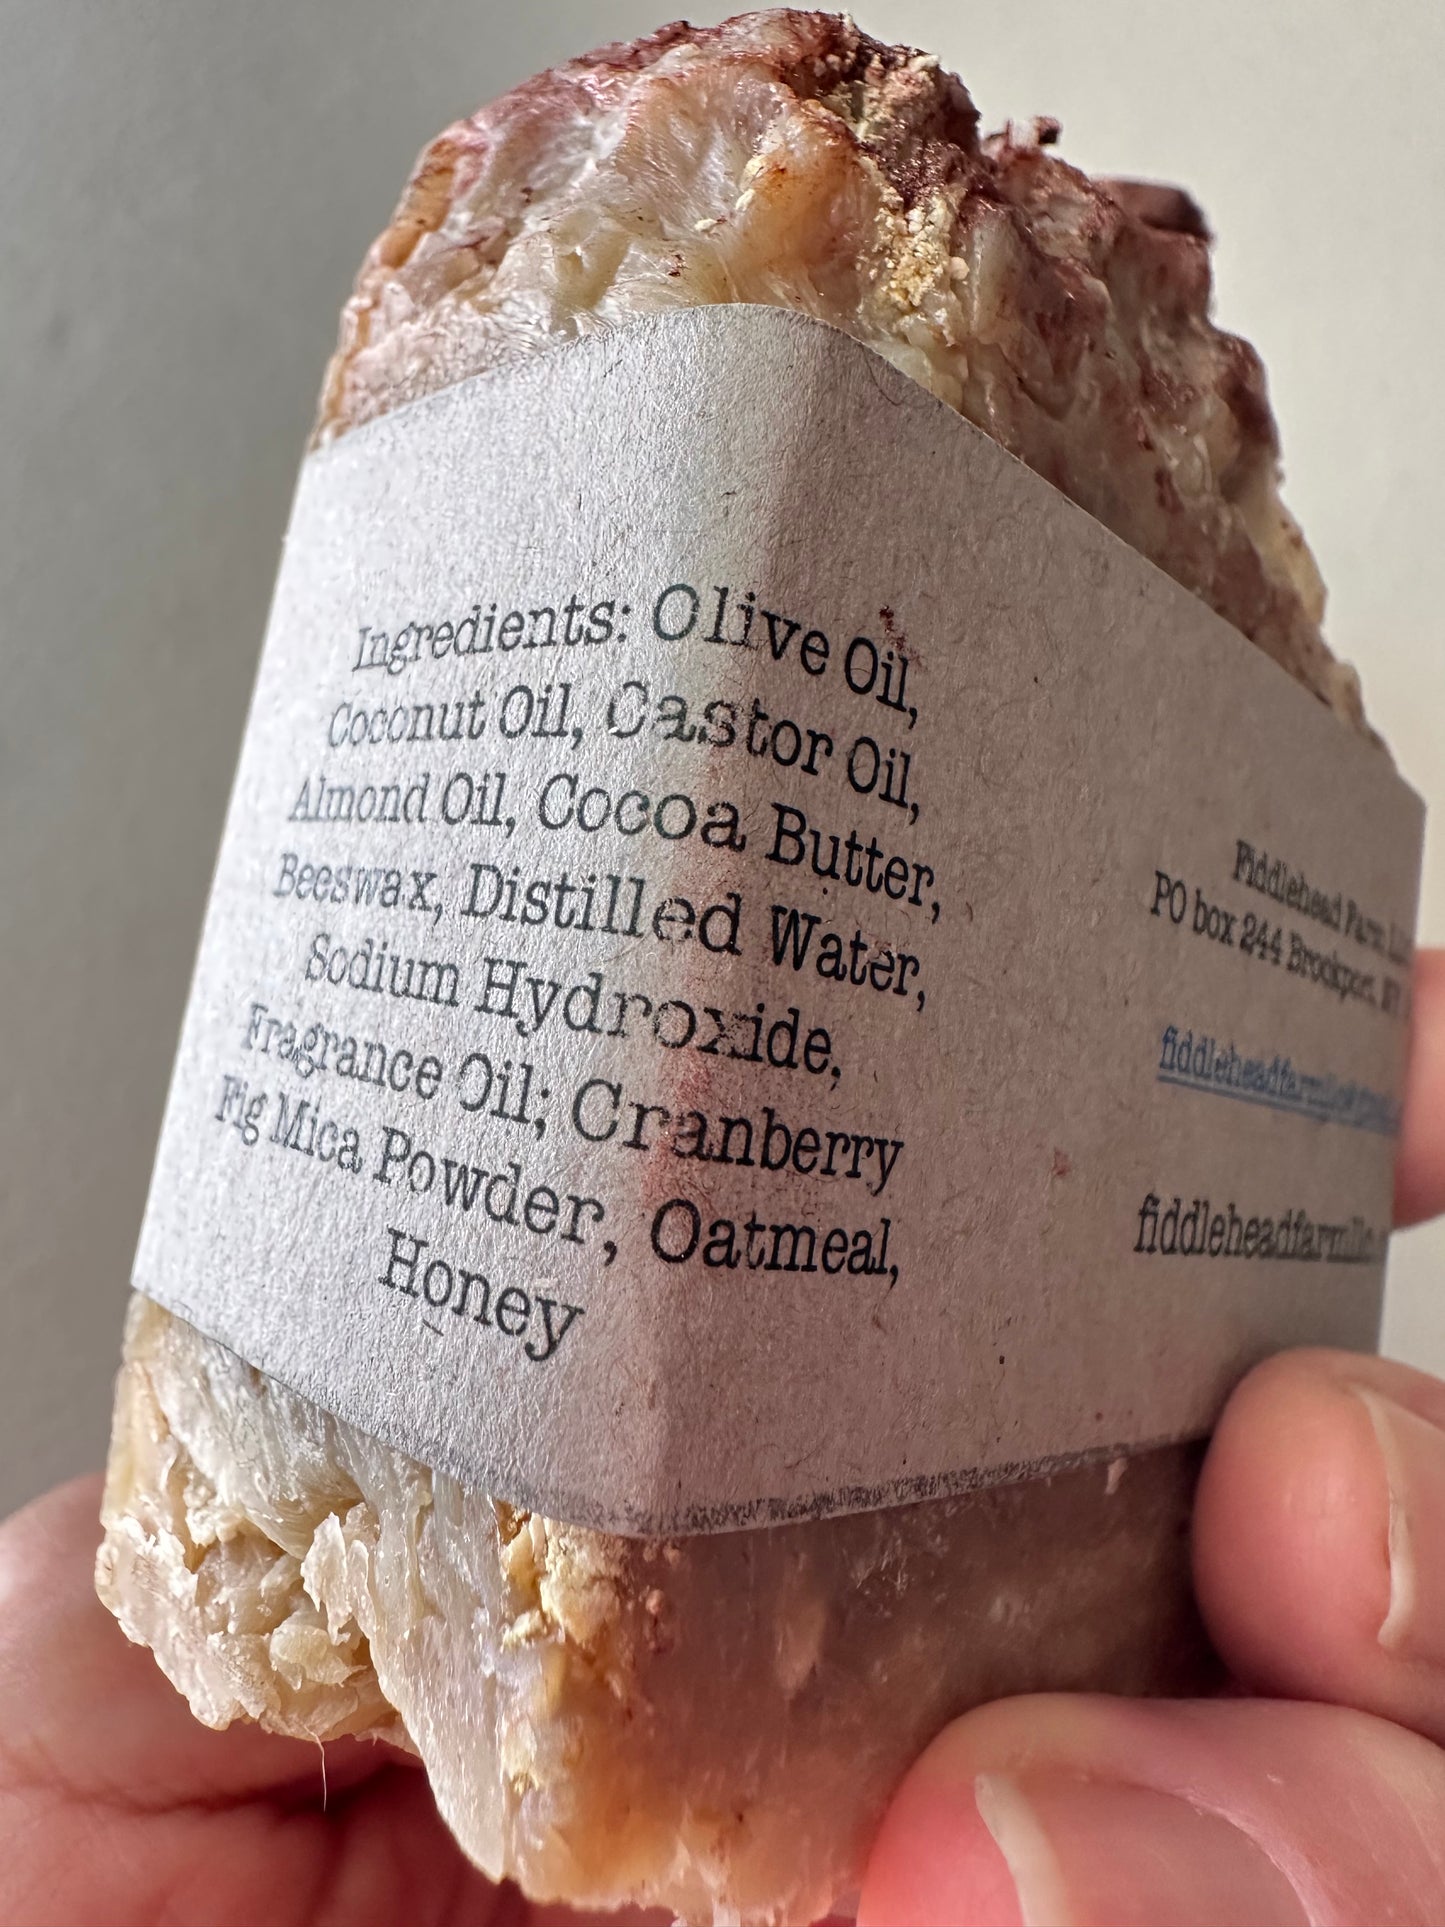 Ingredients: Olive Oil,
Coconut Oil, Castor Oil,
Almond Oil, Cocoa Butter,
Beeswax, Distilled Water,
Sodium Hydroxide,
Fragrance Oil; Cranberry
Fig Mica Powder, Oatmeal,
Honey
Fiddlehead Farm
PO box 244 Brockport, NY